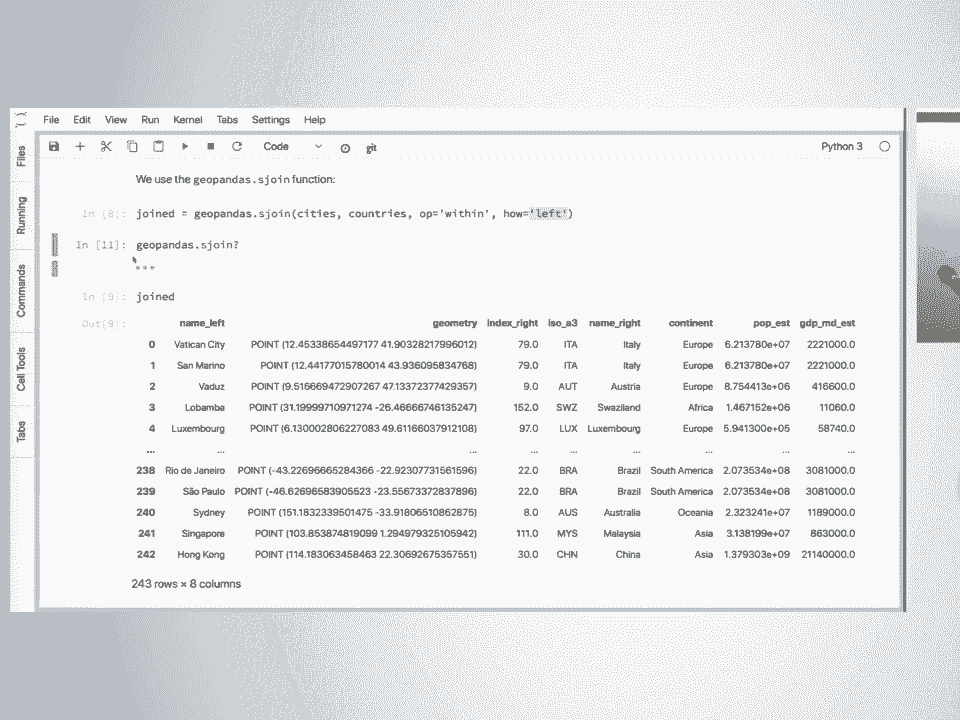 File Edit View Run Kernel Tabs Settings Help
Files
Running
Commands
Cell Tools
Tabs
Code git Python 3
We use the geopandas.sjoin function:
In [8]: joined = geopandas.sjoin(cities, countries, op='within', how='left')
In [11]: geopandas.sjoin?
...
In [9]: joined
Out[9]: name_left geometry index_right iso_a3 name_right continent pop_est gdp_md_est
0 Vatican City POINT (12.45338654497177 41.90328217996012) 79.0 ITA Italy Europe 6.213780e+07 2221000.0
1 San Marino POINT (12.44177015780014 43.936095834768) 79.0 ITA Italy Europe 6.213780e+07 2221000.0
2 Vaduz POINT (9.516669472907267 47.13372377429357) 9.0 AUT Austria Europe 8.754413e+06 416600.0
3 Lobamba POINT (31.19999710971274 -26.46666746135247) 152.0 SWZ Swaziland Africa 1.467152e+06 11060.0
4 Luxembourg POINT (6.130002806227083 49.61166037912108) 97.0 LUX Luxembourg Europe 5.941300e+05 58740.0
... ... ... ... ... ... ... ... ...
238 Rio de Janeiro POINT (-43.22696665284366 -22.92307731561596) 22.0 BRA Brazil South America 2.073534e+08 3081000.0
239 São Paulo POINT (-46.62696583905523 -23.55673372837896) 22.0 BRA Brazil South America 2.073534e+08 3081000.0
240 Sydney POINT (151.1832339501475 -33.91806510862875) 8.0 AUS Australia Oceania 2.323241e+07 1189000.0
241 Singapore POINT (103.853874819099 1.294979325105942) 111.0 MYS Malaysia Asia 3.138199e+07 863000.0
242 Hong Kong POINT (114.183063458463 22.30692675357551) 30.0 CHN China Asia 1.379303e+09 21140000.0
243 rows × 8 columns